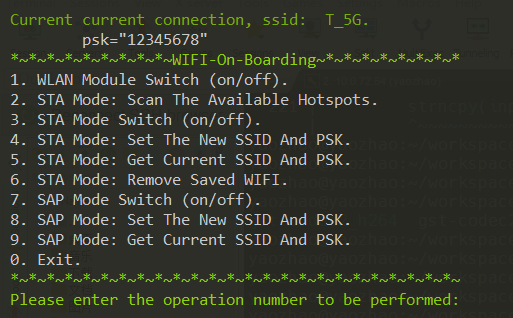 Current current connection, ssid:  T_5G.
        psk="12345678"
*~*~*~*~*~*~*~*~WIFI-On-Boarding~*~*~*~*~*~*~*~*
1. WLAN Module Switch (on/off).
2. STA Mode: Scan The Available Hotspots.
3. STA Mode Switch (on/off).
4. STA Mode: Set The New SSID And PSK.
5. STA Mode: Get Current SSID And PSK.
6. STA Mode: Remove Saved WIFI.
7. SAP Mode Switch (on/off).
8. SAP Mode: Set The New SSID And PSK.
9. SAP Mode: Get Current SSID And PSK.
0. Exit.
*~*~*~*~*~*~*~*~*~*~*~*~*~*~*~*~*~*~*~*~*~*~*~*~
Please enter the operation number to be performed: